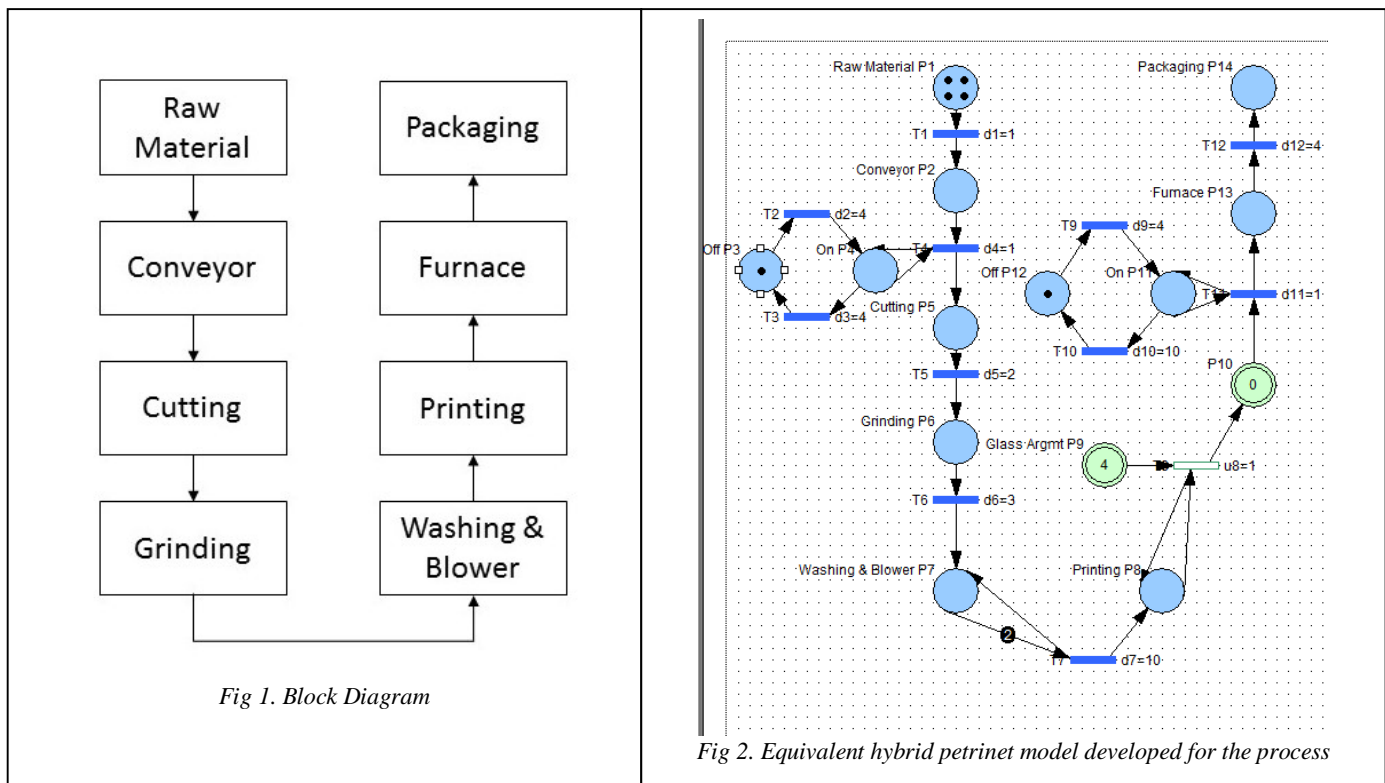 Raw
Material
Conveyor
Cutting
Grinding
Washing &
Blower
Printing
Furnace
Packaging
Fig 1. Block Diagram
Raw Material P1
T1 d1=1
Conveyor P2
T2 d2=4
Off P3
On P4
T3 d3=4
T4 d4=1
Cutting P5
T5 d5=2
Grinding P6
T6 d6=3
Washing & Blower P7
2
T7 d7=10
Printing P8
Glass Argmt P9
4
u8=1
P10
0
T9 d9=4
Off P12
On P11
T10 d10=10
d11=1
Furnace P13
T12 d12=4
Packaging P14
Fig 2. Equivalent hybrid petrinet model developed for the process